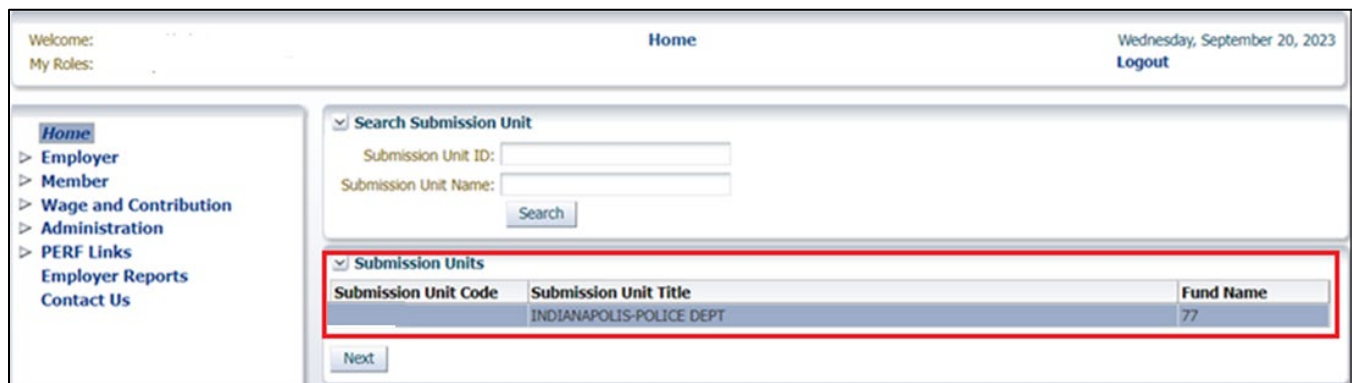 Welcome:
Home
Wednesday, September 20, 2023
My Roles:
Logout
Home
Employer
Member
Wage and Contribution
Administration
PERF Links
Employer Reports
Contact Us
Search Submission Unit
Submission Unit ID:
Submission Unit Name:
Search
Submission Units
Submission Unit Code Submission Unit Title Fund Name
INDIANAPOLIS-POLICE DEPT 77
Next